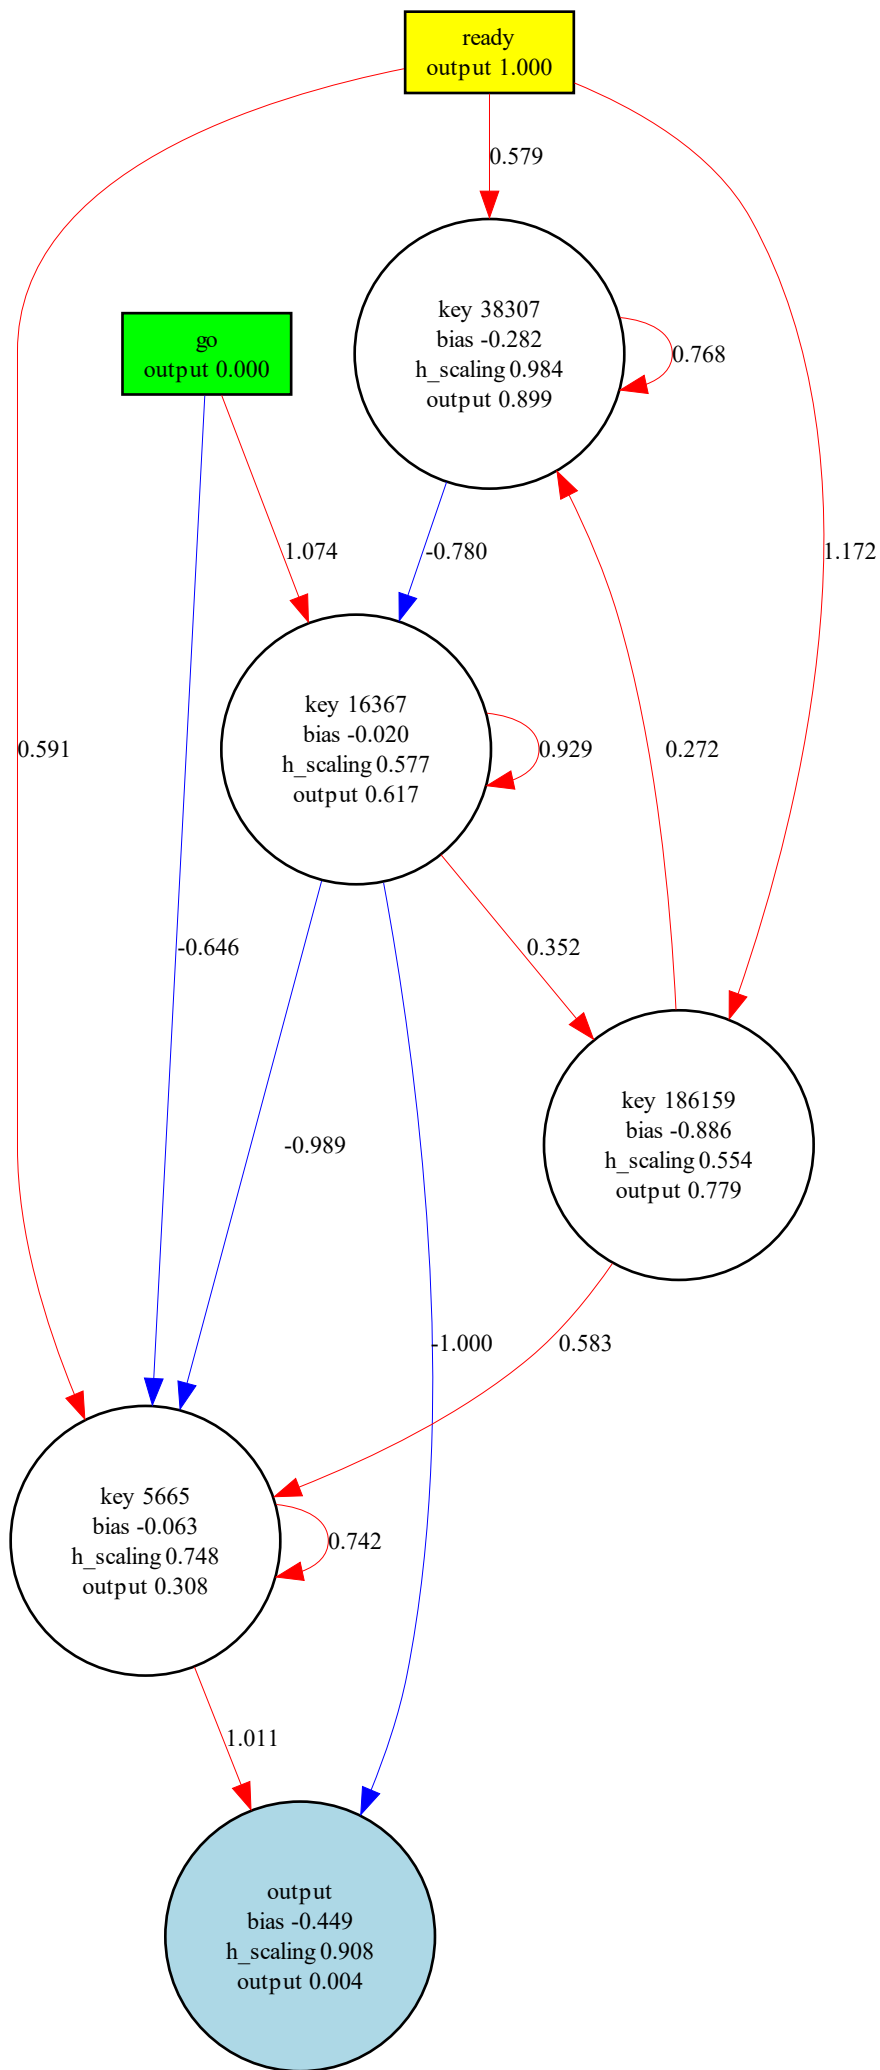 ready
output 1.000
0.579
key 38307
bias -0.282
h_scaling 0.984
output 0.899
0.768
go
output 0.000
1.074
-0.780
1.172
key 16367
bias -0.020
h_scaling 0.577
output 0.617
0.591
0.929
0.272
-0.646
0.352
key 186159
bias -0.886
h_scaling 0.554
output 0.779
-0.989
-1.000
0.583
key 5665
bias -0.063
h_scaling 0.748
output 0.308
0.742
1.011
output
bias -0.449
h_scaling 0.908
output 0.004